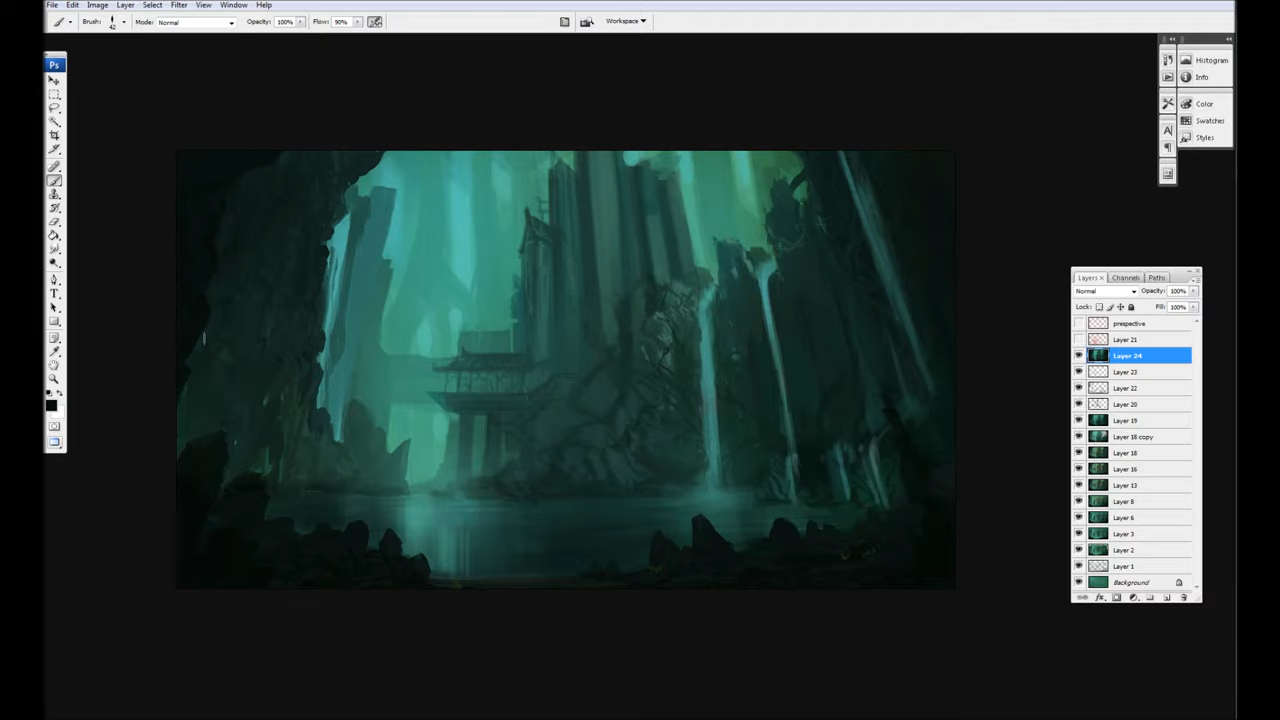 File Edit Image Layer Select Filter View Window Help
Brush: 42 Mode: Normal Opacity: 100% Flow: 90% Workspace
Ps
Histogram
Info
Color
Swatches
Styles
Layers Channels Paths
Normal Opacity: 100%
Lock: Fill: 100%
prespective
Layer 21
Layer 24
Layer 23
Layer 22
Layer 20
Layer 19
Layer 18 copy
Layer 18
Layer 16
Layer 13
Layer 8
Layer 6
Layer 3
Layer 2
Layer 1
Background